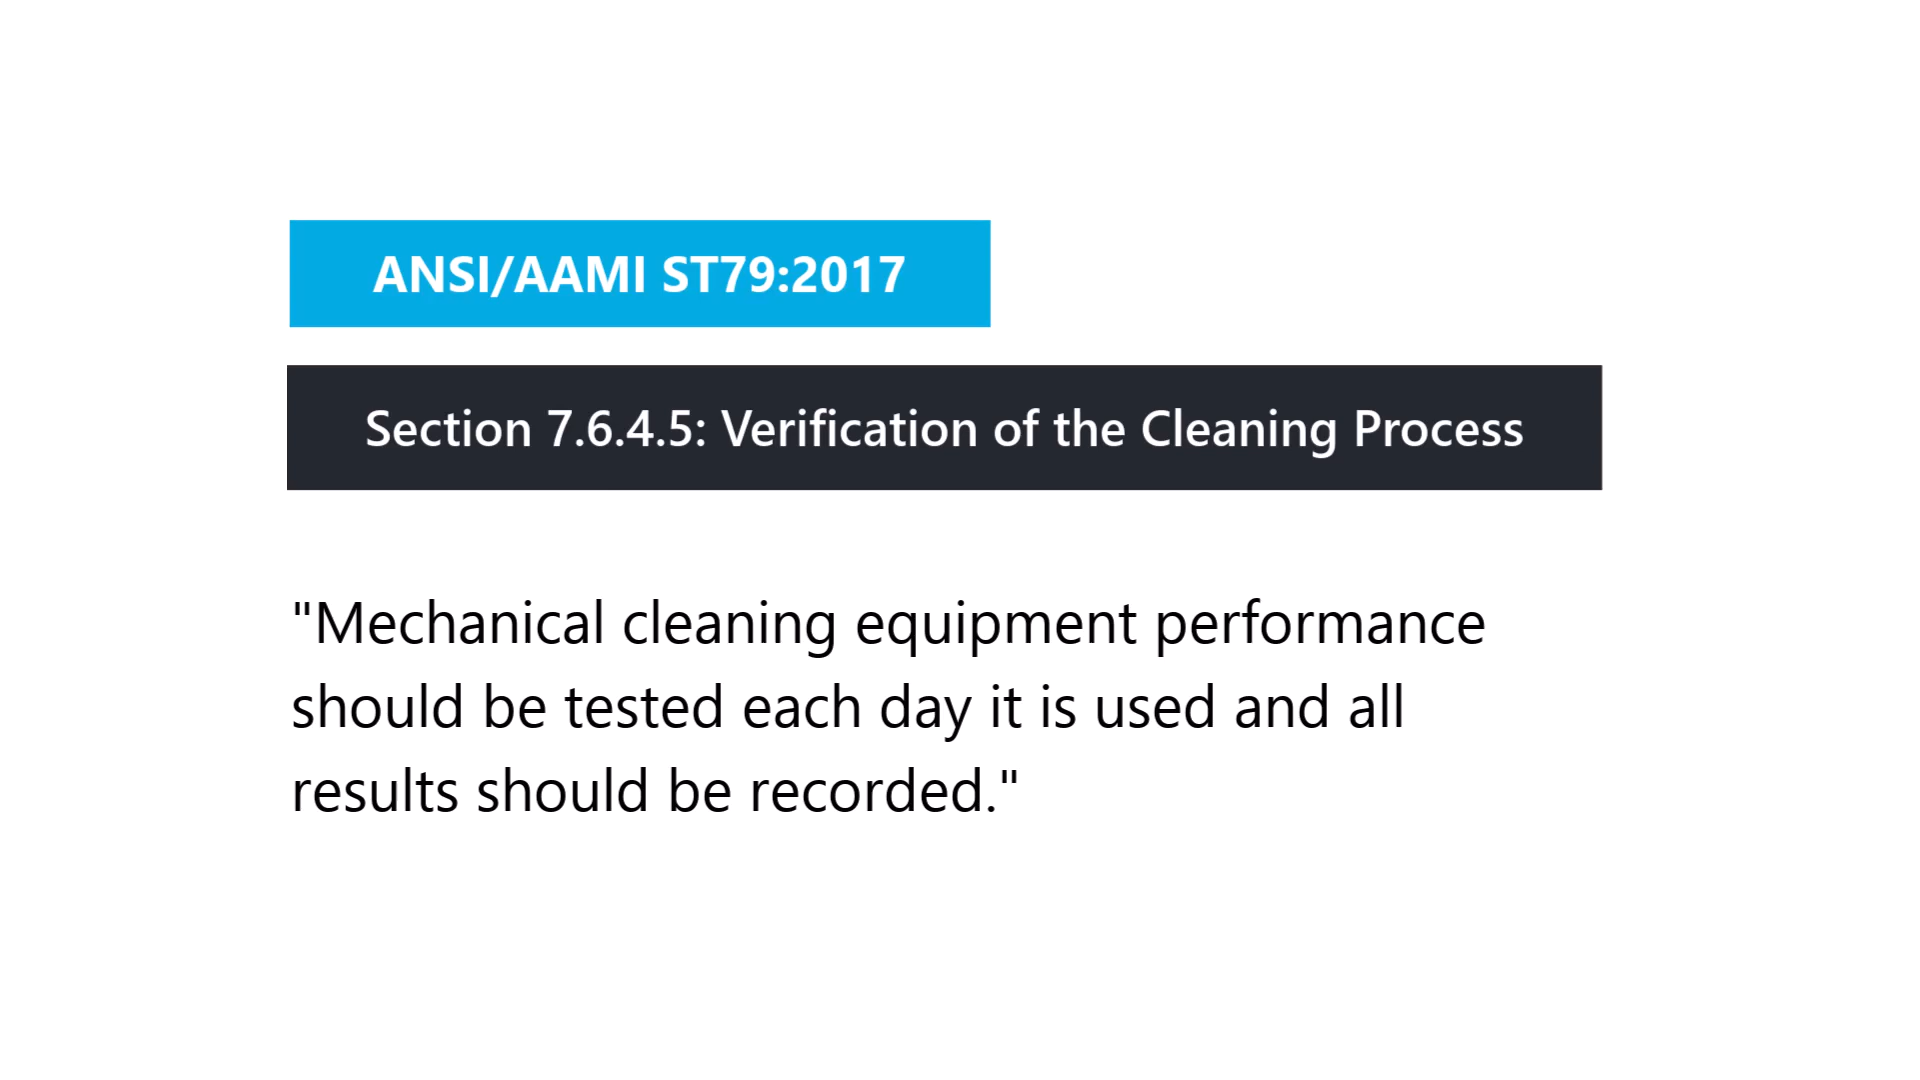 ANSI/AAMI ST79:2017
Section 7.6.4.5: Verification of the Cleaning Process
"Mechanical cleaning equipment performance
should be tested each day it is used and all
results should be recorded."